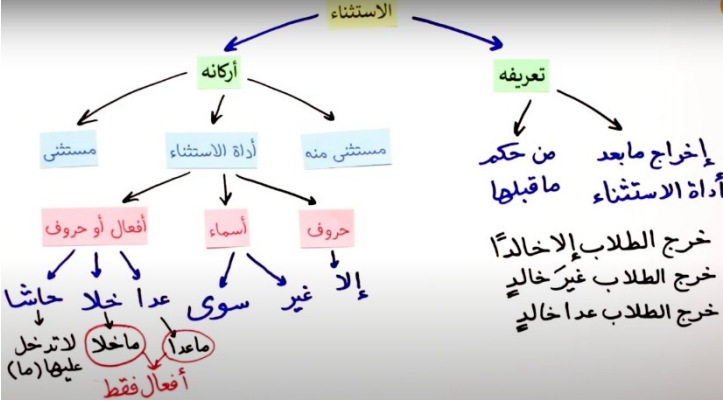 الاستثناء
تعريفه
أركانه
إخراج ما بعد أداة الاستثناء
من حكم ما قبلها
مستثنى منه
أداة الاستثناء
مستثنى
حروف
أسماء
أفعال أو حروف
إلا
غير
سوى
عدا
خلا
حاشا
ماعدا
ماخلا
لا تدخل عليها (ما)
أفعال فقط
خرج الطلاب إلا خالدًا
خرج الطلاب غيرَ خالدٍ
خرج الطلاب عدا خالدٍ